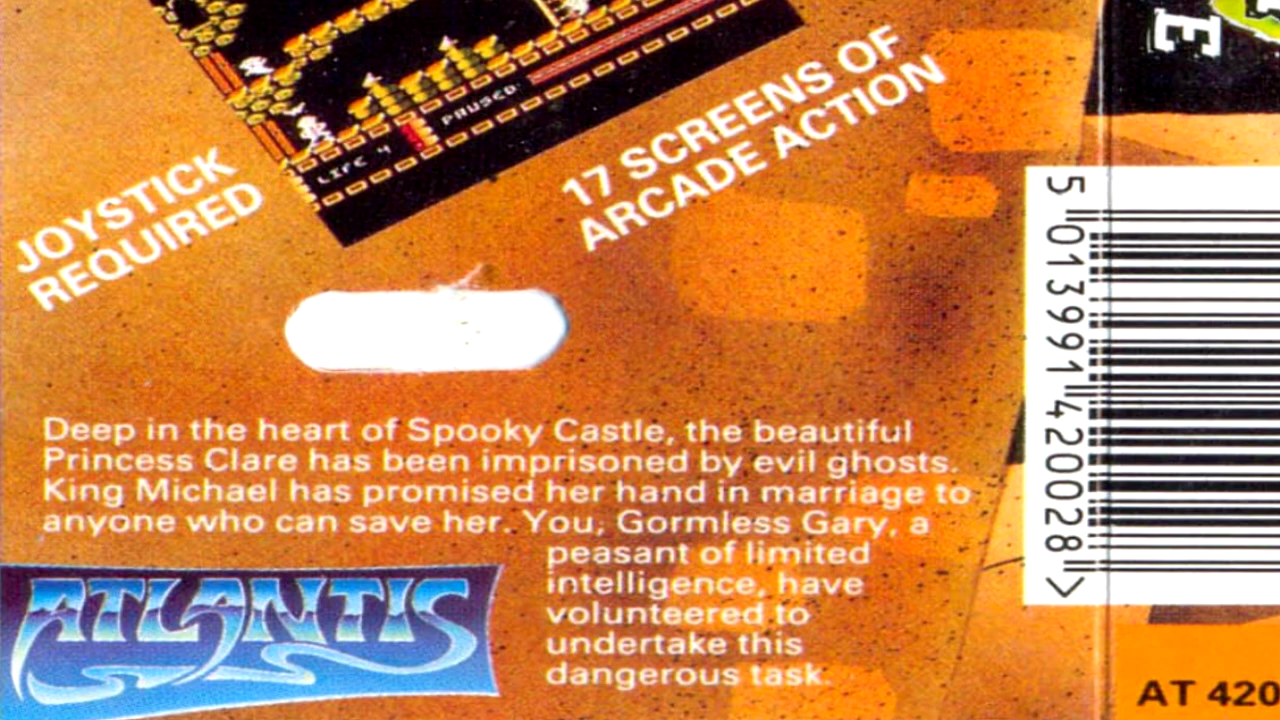 PAUSED
LIFE 4
JOYSTICK
REQUIRED
17 SCREENS OF
ARCADE ACTION
Deep in the heart of Spooky Castle, the beautiful
Princess Clare has been imprisoned by evil ghosts.
King Michael has promised her hand in marriage to
anyone who can save her. You, Gormless Gary, a
peasant of limited
intelligence, have
volunteered to
undertake this
dangerous task.
ATLANTIS
E
5 013991 420028 >
AT 420